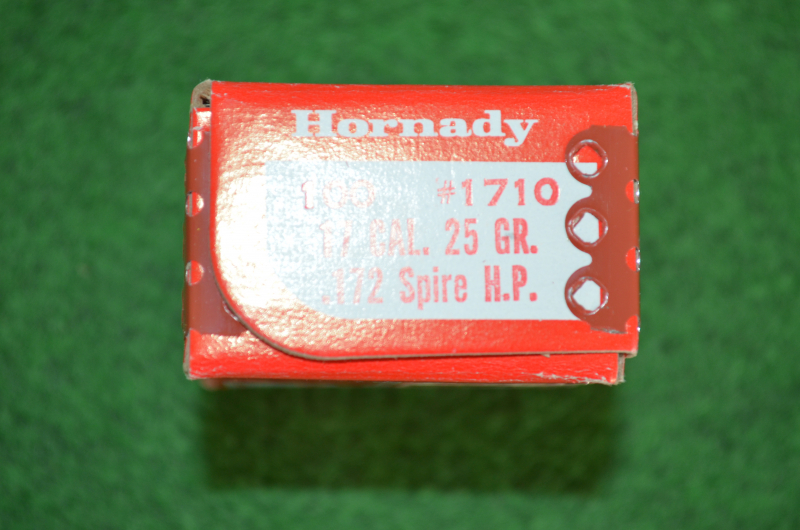 Hornady
100 #1710
17 CAL. 25 GR.
.172 Spire H.P.